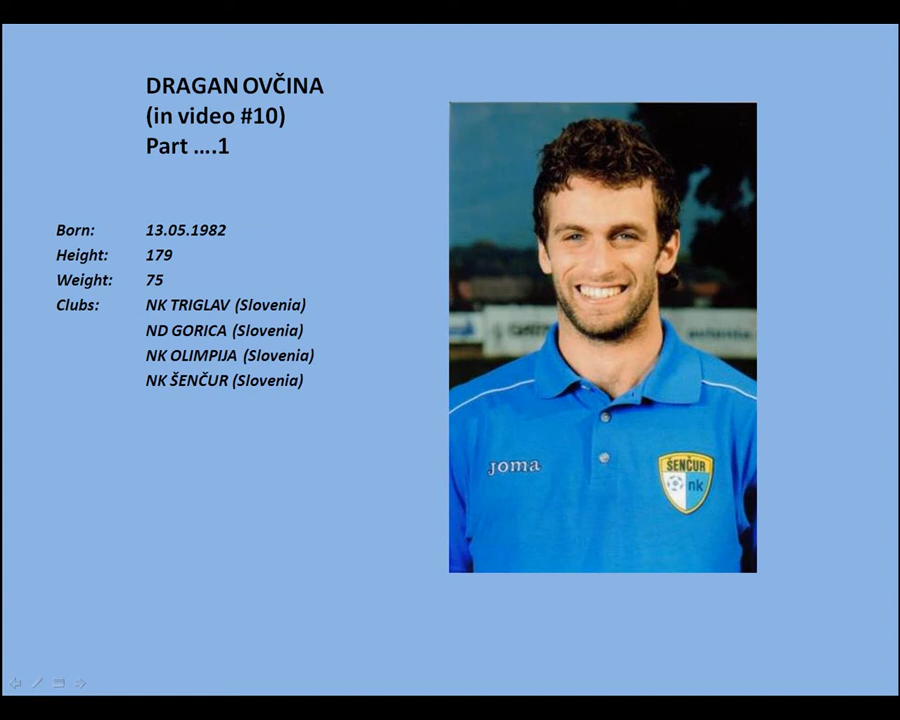 DRAGAN OVČINA
(in video #10)
Part ....1
Born: 13.05.1982
Height: 179
Weight: 75
Clubs: NK TRIGLAV (Slovenia)
ND GORICA (Slovenia)
NK OLIMPIJA (Slovenia)
NK ŠENČUR (Slovenia)
Joma
ŠENČUR
nk